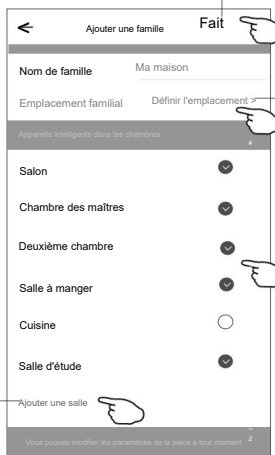 Ajouter une famille Fait
Nom de famille Ma maison
Emplacement familial Définir l'emplacement >
Appareils intelligents dans les chambres :
#
Salon
Chambre des maîtres
Deuxième chambre
Salle à manger
Cuisine
Salle d'étude
Ajouter une salle
Vous pouvez modifier les paramètres de la pièce à tout moment
Z